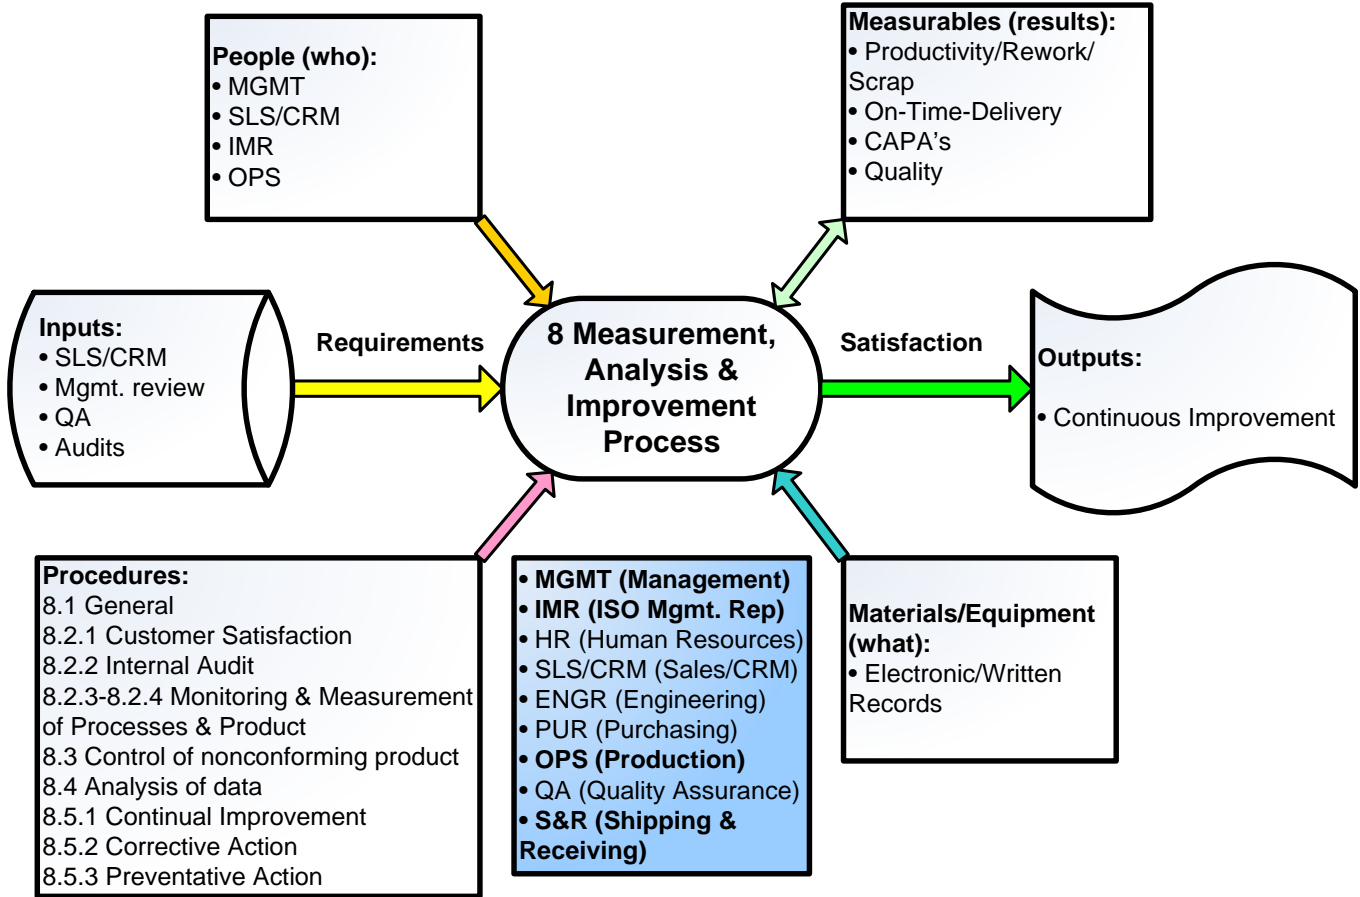 People (who):
• MGMT
• SLS/CRM
• IMR
• OPS
Measurables (results):
• Productivity/Rework/
Scrap
• On-Time-Delivery
• CAPA's
• Quality
Inputs:
• SLS/CRM
• Mgmt. review
• QA
• Audits
Requirements
8 Measurement,
Analysis &
Improvement
Process
Satisfaction
Outputs:
• Continuous Improvement
Procedures:
8.1 General
8.2.1 Customer Satisfaction
8.2.2 Internal Audit
8.2.3-8.2.4 Monitoring & Measurement
of Processes & Product
8.3 Control of nonconforming product
8.4 Analysis of data
8.5.1 Continual Improvement
8.5.2 Corrective Action
8.5.3 Preventative Action
• MGMT (Management)
• IMR (ISO Mgmt. Rep)
• HR (Human Resources)
• SLS/CRM (Sales/CRM)
• ENGR (Engineering)
• PUR (Purchasing)
• OPS (Production)
• QA (Quality Assurance)
• S&R (Shipping &
Receiving)
Materials/Equipment
(what):
• Electronic/Written
Records